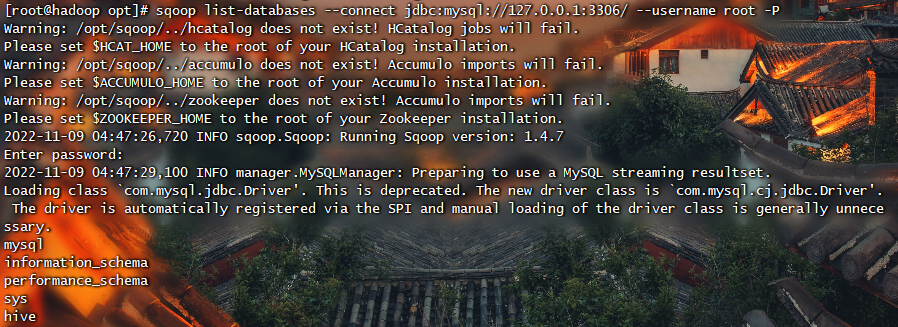 [root@hadoop opt]# sqoop list-databases --connect jdbc:mysql://127.0.0.1:3306/ --username root -P
Warning: /opt/sqoop/../hcatalog does not exist! HCatalog jobs will fail.
Please set $HCAT_HOME to the root of your HCatalog installation.
Warning: /opt/sqoop/../accumulo does not exist! Accumulo imports will fail.
Please set $ACCUMULO_HOME to the root of your Accumulo installation.
Warning: /opt/sqoop/../zookeeper does not exist! Accumulo imports will fail.
Please set $ZOOKEEPER_HOME to the root of your Zookeeper installation.
2022-11-09 04:47:26,720 INFO sqoop.Sqoop: Running Sqoop version: 1.4.7
Enter password:
2022-11-09 04:47:29,100 INFO manager.MySQLManager: Preparing to use a MySQL streaming resultset.
Loading class `com.mysql.jdbc.Driver'. This is deprecated. The new driver class is `com.mysql.cj.jdbc.Driver'.
 The driver is automatically registered via the SPI and manual loading of the driver class is generally unnece
ssary.
mysql
information_schema
performance_schema
sys
hive